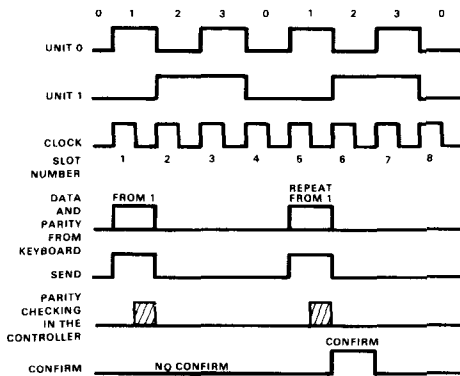 0 1 2 3 0 1 2 3 0
UNIT 0
UNIT 1
CLOCK
SLOT
NUMBER
1 2 3 4 5 6 7 8
DATA
AND
PARITY
FROM
KEYBOARD
FROM 1
REPEAT
FROM 1
SEND
PARITY
CHECKING
IN THE
CONTROLLER
CONFIRM
CONFIRM
NO CONFIRM